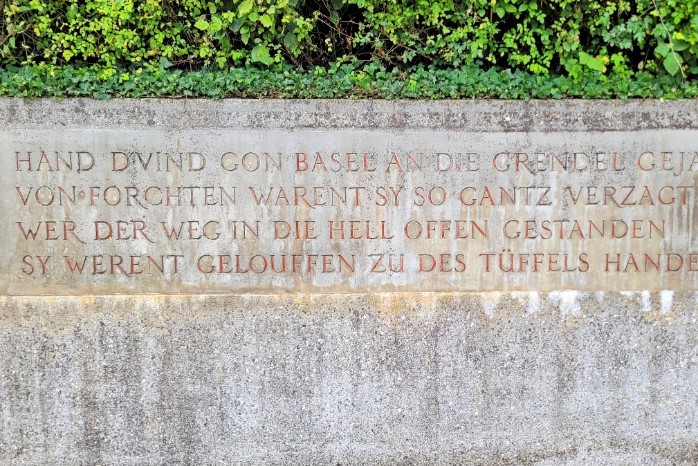 HAND DVIND GON BASEL AN DIE GRENDEL GEJA
VON FORCHTEN WARENT SY SO GANTZ VERZAGT
WER DER WEG IN DIE HELL OFFEN GESTANDEN
SY WERENT GELOUFFEN ZU DES TÜFFELS HANDE